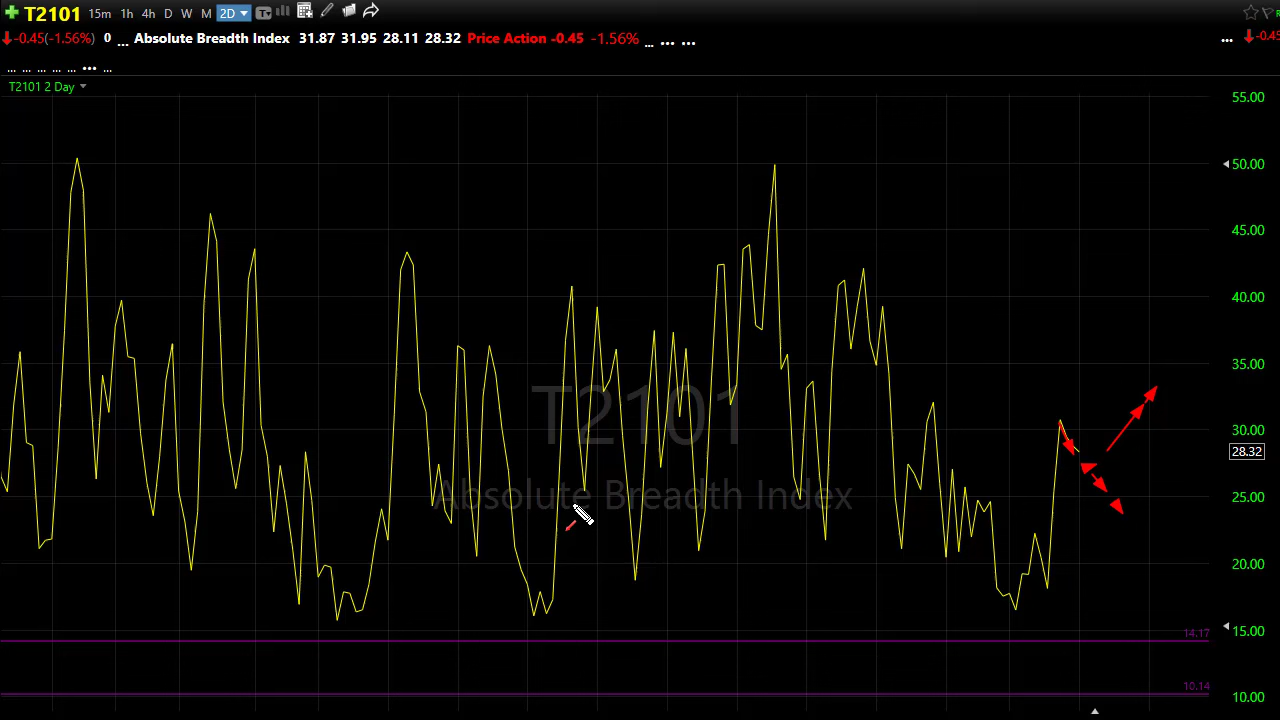 T2101 15m 1h 4h D W M 2D T
-0.45(-1.56%) 0 ... Absolute Breadth Index 31.87 31.95 28.11 28.32 Price Action -0.45 -1.56% ... ... ... ... -0.45
... ... ... ... ... ... ...
T2101 2 Day
55.00
50.00
45.00
40.00
35.00
T2101
30.00
28.32
Absolute Breadth Index
25.00
20.00
14.17
15.00
10.14
10.00